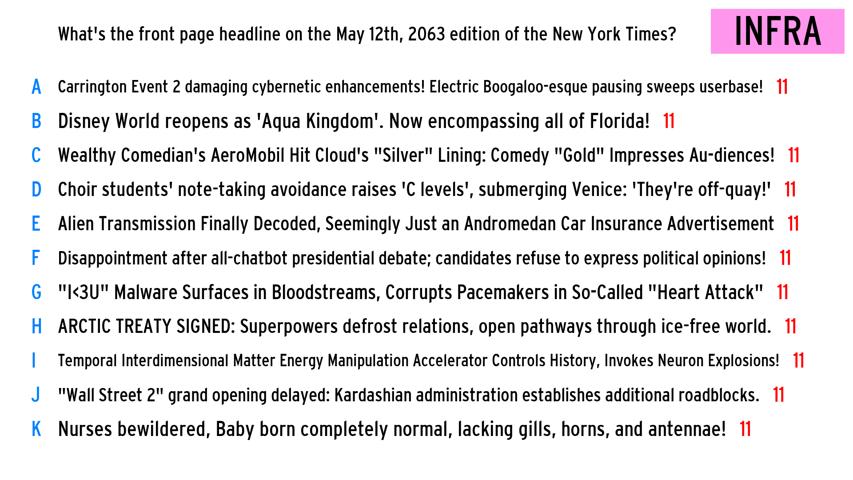 What's the front page headline on the May 12th, 2063 edition of the New York Times? INFRA
A Carrington Event 2 damaging cybernetic enhancements! Electric Boogaloo-esque pausing sweeps userbase! 11
B Disney World reopens as 'Aqua Kingdom'. Now encompassing all of Florida! 11
C Wealthy Comedian's AeroMobil Hit Cloud's "Silver" Lining: Comedy "Gold" Impresses Au-diences! 11
D Choir students' note-taking avoidance raises 'C levels', submerging Venice: 'They're off-quay!' 11
E Alien Transmission Finally Decoded, Seemingly Just an Andromedan Car Insurance Advertisement 11
F Disappointment after all-chatbot presidential debate; candidates refuse to express political opinions! 11
G "I<3U" Malware Surfaces in Bloodstreams, Corrupts Pacemakers in So-Called "Heart Attack" 11
H ARCTIC TREATY SIGNED: Superpowers defrost relations, open pathways through ice-free world. 11
I Temporal Interdimensional Matter Energy Manipulation Accelerator Controls History, Invokes Neuron Explosions! 11
J "Wall Street 2" grand opening delayed: Kardashian administration establishes additional roadblocks. 11
K Nurses bewildered, Baby born completely normal, lacking gills, horns, and antennae! 11